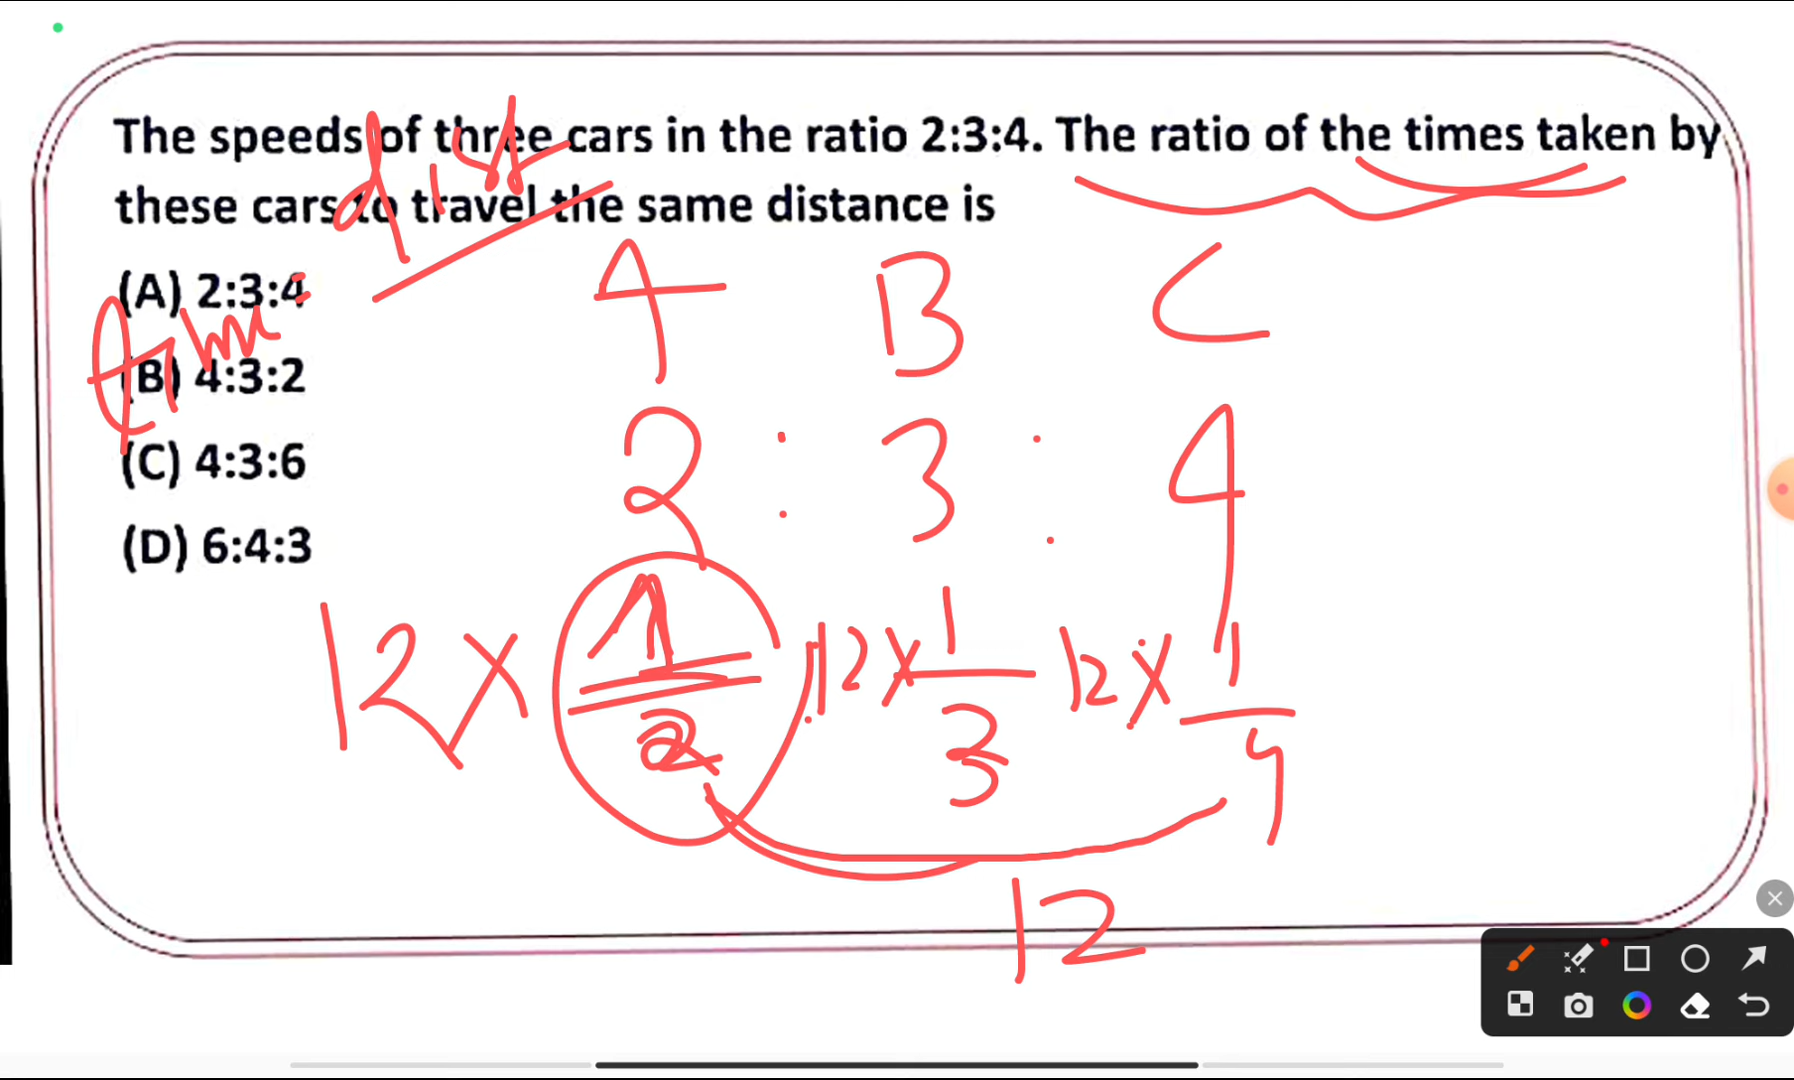 The speeds of three cars in the ratio 2:3:4. The ratio of the times taken by
these cars to travel the same distance is
dist
(A) 2:3:4
time
(B) 4:3:2
(C) 4:3:6
(D) 6:4:3
A B C
2 : 3 : 4
12 x 1/2 : 12 x 1/3 : 12 x 1/4
12